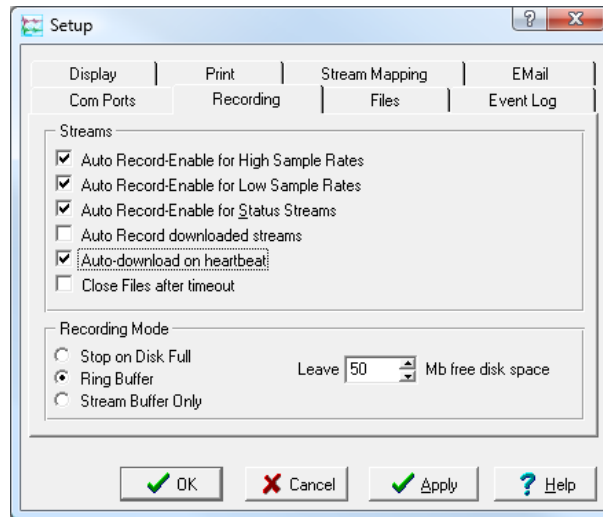 Setup
Display Print Stream Mapping EMail
Com Ports Recording Files Event Log
Streams
Auto Record-Enable for High Sample Rates
Auto Record-Enable for Low Sample Rates
Auto Record-Enable for Status Streams
Auto Record downloaded streams
Auto-download on heartbeat
Close Files after timeout
Recording Mode
Stop on Disk Full
Ring Buffer
Stream Buffer Only
Leave 50 Mb free disk space
OK Cancel Apply ? Help